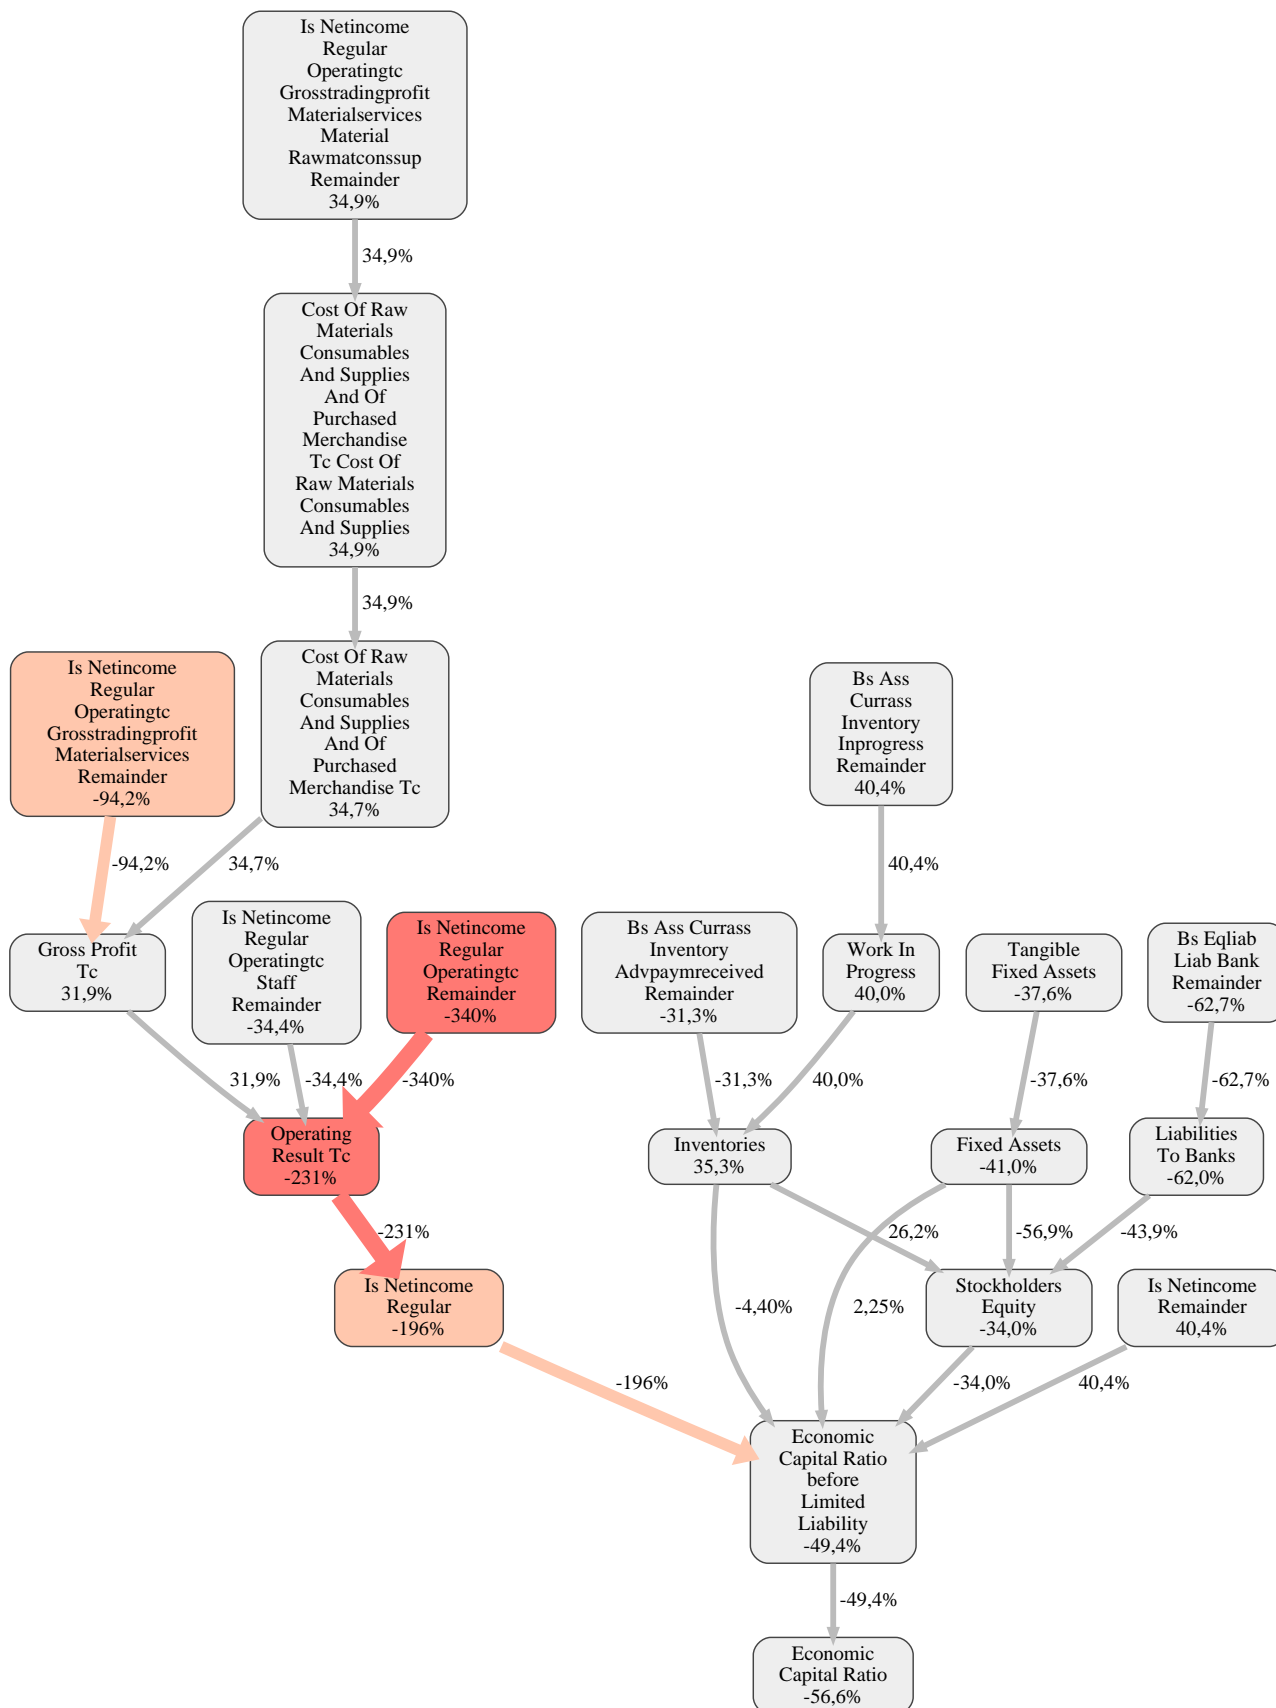 Is Netincome
Regular
Operatingtc
Grosstradingprofit
Materialservices
Material
Rawmatconssup
Remainder
34,9%
34,9%
Cost Of Raw
Materials
Consumables
And Supplies
And Of
Purchased
Merchandise
Tc Cost Of
Raw Materials
Consumables
And Supplies
34,9%
34,9%
Is Netincome
Regular
Operatingtc
Grosstradingprofit
Materialservices
Remainder
-94,2%
Cost Of Raw
Materials
Consumables
And Supplies
And Of
Purchased
Merchandise Tc
34,7%
Bs Ass
Currass
Inventory
Inprogress
Remainder
40,4%
-94,2%
34,7%
40,4%
Gross Profit
Tc
31,9%
Is Netincome
Regular
Operatingtc
Staff
Remainder
-34,4%
Is Netincome
Regular
Operatingtc
Remainder
-340%
Bs Ass Currass
Inventory
Advpaymreceived
Remainder
-31,3%
Work In
Progress
40,0%
Tangible
Fixed Assets
-37,6%
Bs Eqliab
Liab Bank
Remainder
-62,7%
31,9%
-34,4%
-340%
-31,3%
40,0%
-37,6%
-62,7%
Operating
Result Tc
-231%
Inventories
35,3%
Fixed Assets
-41,0%
Liabilities
To Banks
-62,0%
-231%
26,2%
-56,9%
-43,9%
Is Netincome
Regular
-196%
-4,40%
2,25%
Stockholders
Equity
-34,0%
Is Netincome
Remainder
40,4%
-196%
-34,0%
40,4%
Economic
Capital Ratio
before
Limited
Liability
-49,4%
-49,4%
Economic
Capital Ratio
-56,6%